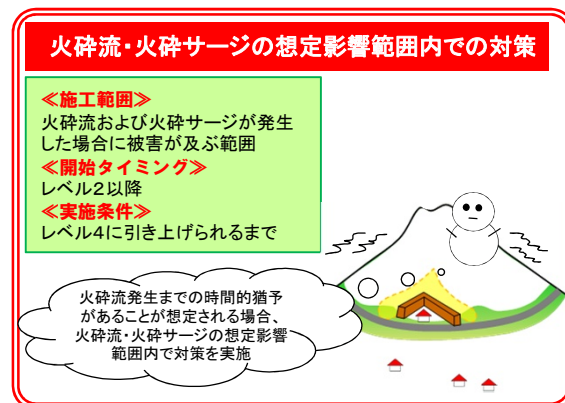 火砕流・火砕サージの想定影響範囲内での対策
≪施工範囲≫
火砕流および火砕サージが発生
した場合に被害が及ぶ範囲
≪開始タイミング≫
レベル2以降
≪実施条件≫
レベル4に引き上げられるまで
火砕流発生までの時間的猶予
があることが想定される場合、
火砕流・火砕サージの想定影響
範囲内で対策を実施